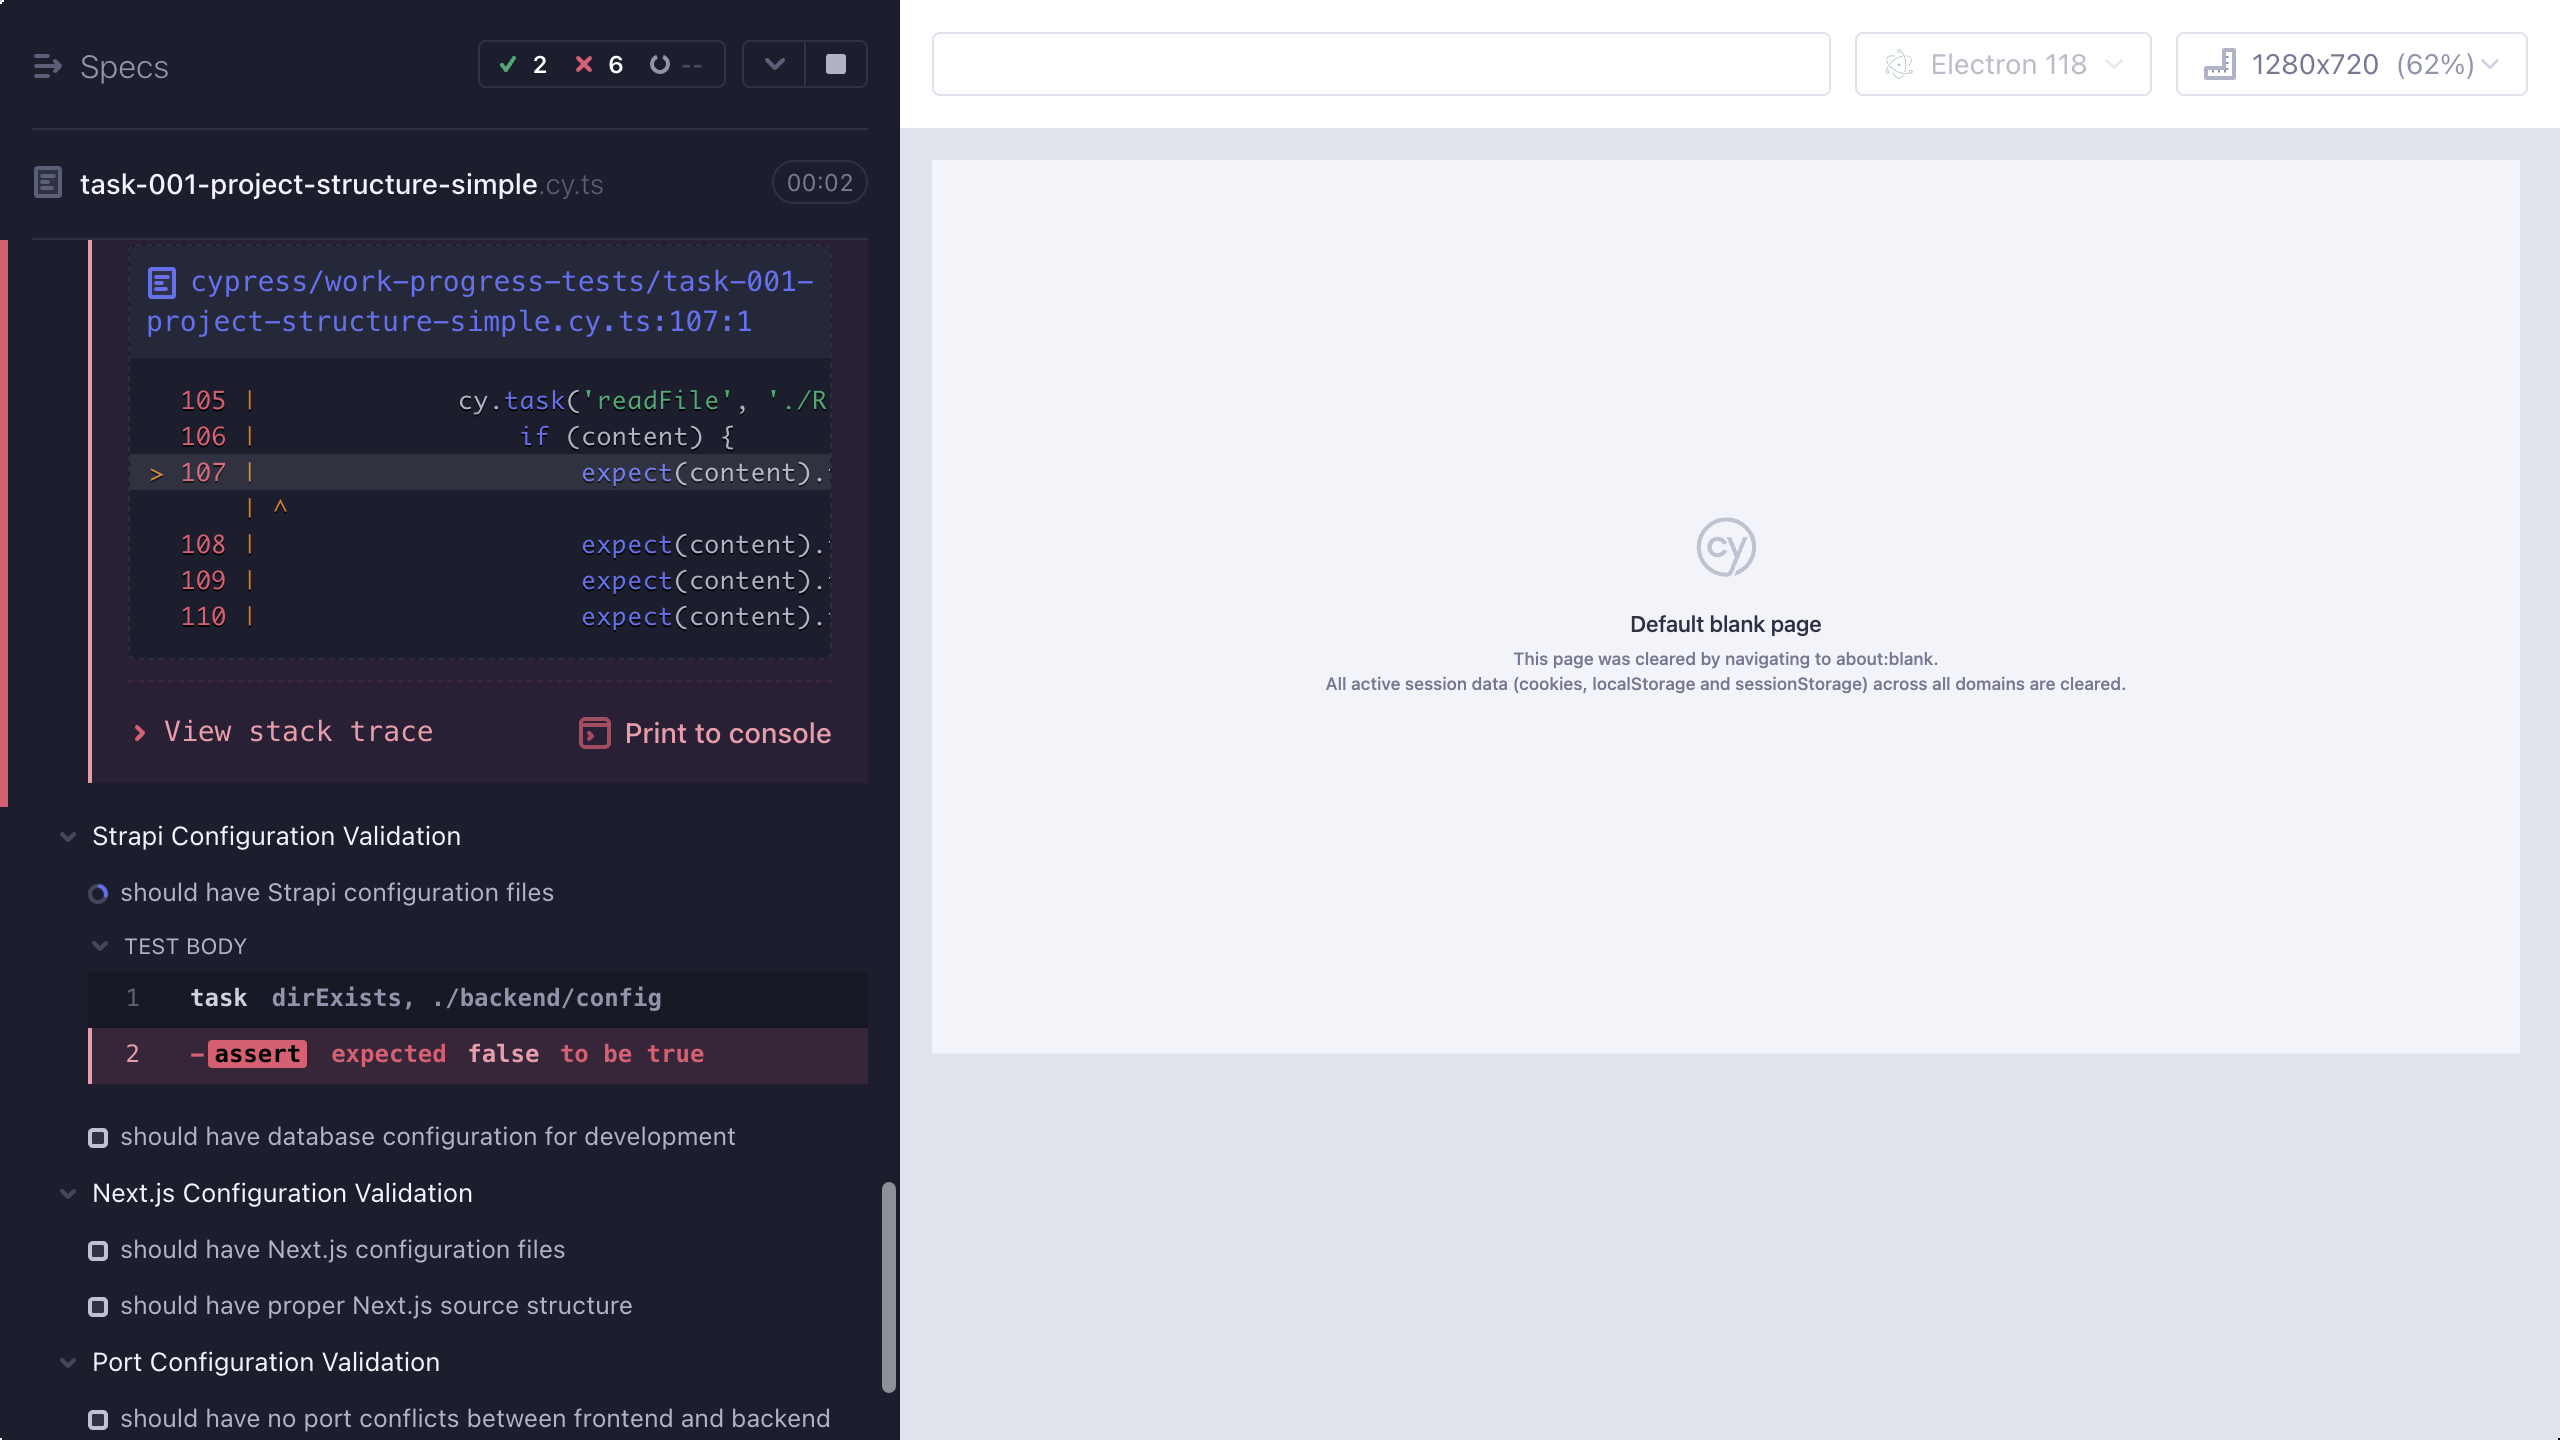 Specs
2 6 --
task-001-project-structure-simple.cy.ts 00:02
cypress/work-progress-tests/task-001-
project-structure-simple.cy.ts:107:1
105 | cy.task('readFile', './R
106 | if (content) {
> 107 | expect(content).
| ^
108 | expect(content).
109 | expect(content).
110 | expect(content).
View stack trace Print to console
Strapi Configuration Validation
should have Strapi configuration files
TEST BODY
1 task dirExists, ./backend/config
2 -assert expected false to be true
should have database configuration for development
Next.js Configuration Validation
should have Next.js configuration files
should have proper Next.js source structure
Port Configuration Validation
should have no port conflicts between frontend and backend
Electron 118
1280x720 (62%)
cy
Default blank page
This page was cleared by navigating to about:blank.
All active session data (cookies, localStorage and sessionStorage) across all domains are cleared.